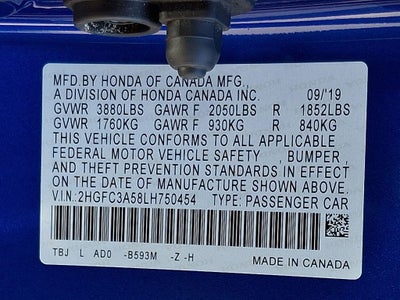 MFD.BY HONDA OF CANADA MFG.,
A DIVISION OF HONDA CANADA INC. 09/'19
GVWR 3880LBS GAWR F 2050LBS R 1852LBS
GVWR 1760KG GAWR F 930KG R 840KG
THIS VEHICLE CONFORMS TO ALL APPLICABLE
FEDERAL MOTOR VEHICLE SAFETY , BUMPER ,
AND THEFT PREVENTION STANDARDS IN EFFECT
ON THE DATE OF MANUFACTURE SHOWN ABOVE.
V.I.N.:2HGFC3A58LH750454 TYPE: PASSENGER CAR
TBJ L AD0 -B593M -Z -H MADE IN CANADA